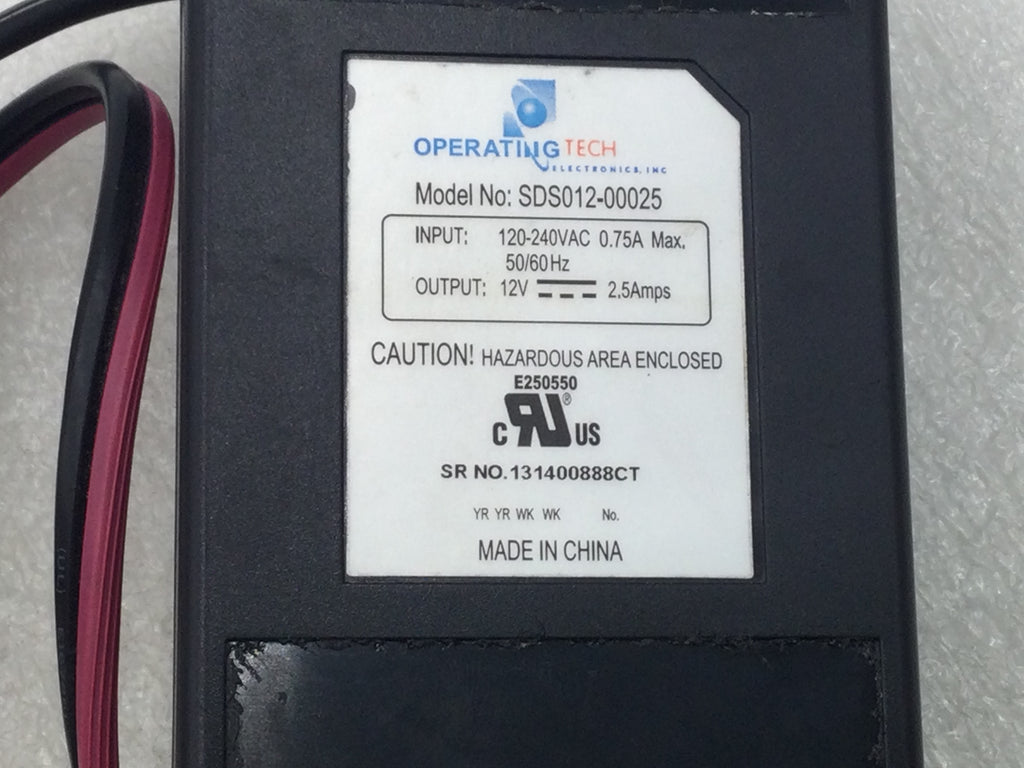 OPERATING TECH
ELECTRONICS, INC
Model No: SDS012-00025
INPUT: 120-240VAC 0.75A Max.
50/60Hz
OUTPUT: 12V 2.5Amps
CAUTION! HAZARDOUS AREA ENCLOSED
E250550
C RU® US
SR NO.131400888CT
YR YR WK WK No.
MADE IN CHINA